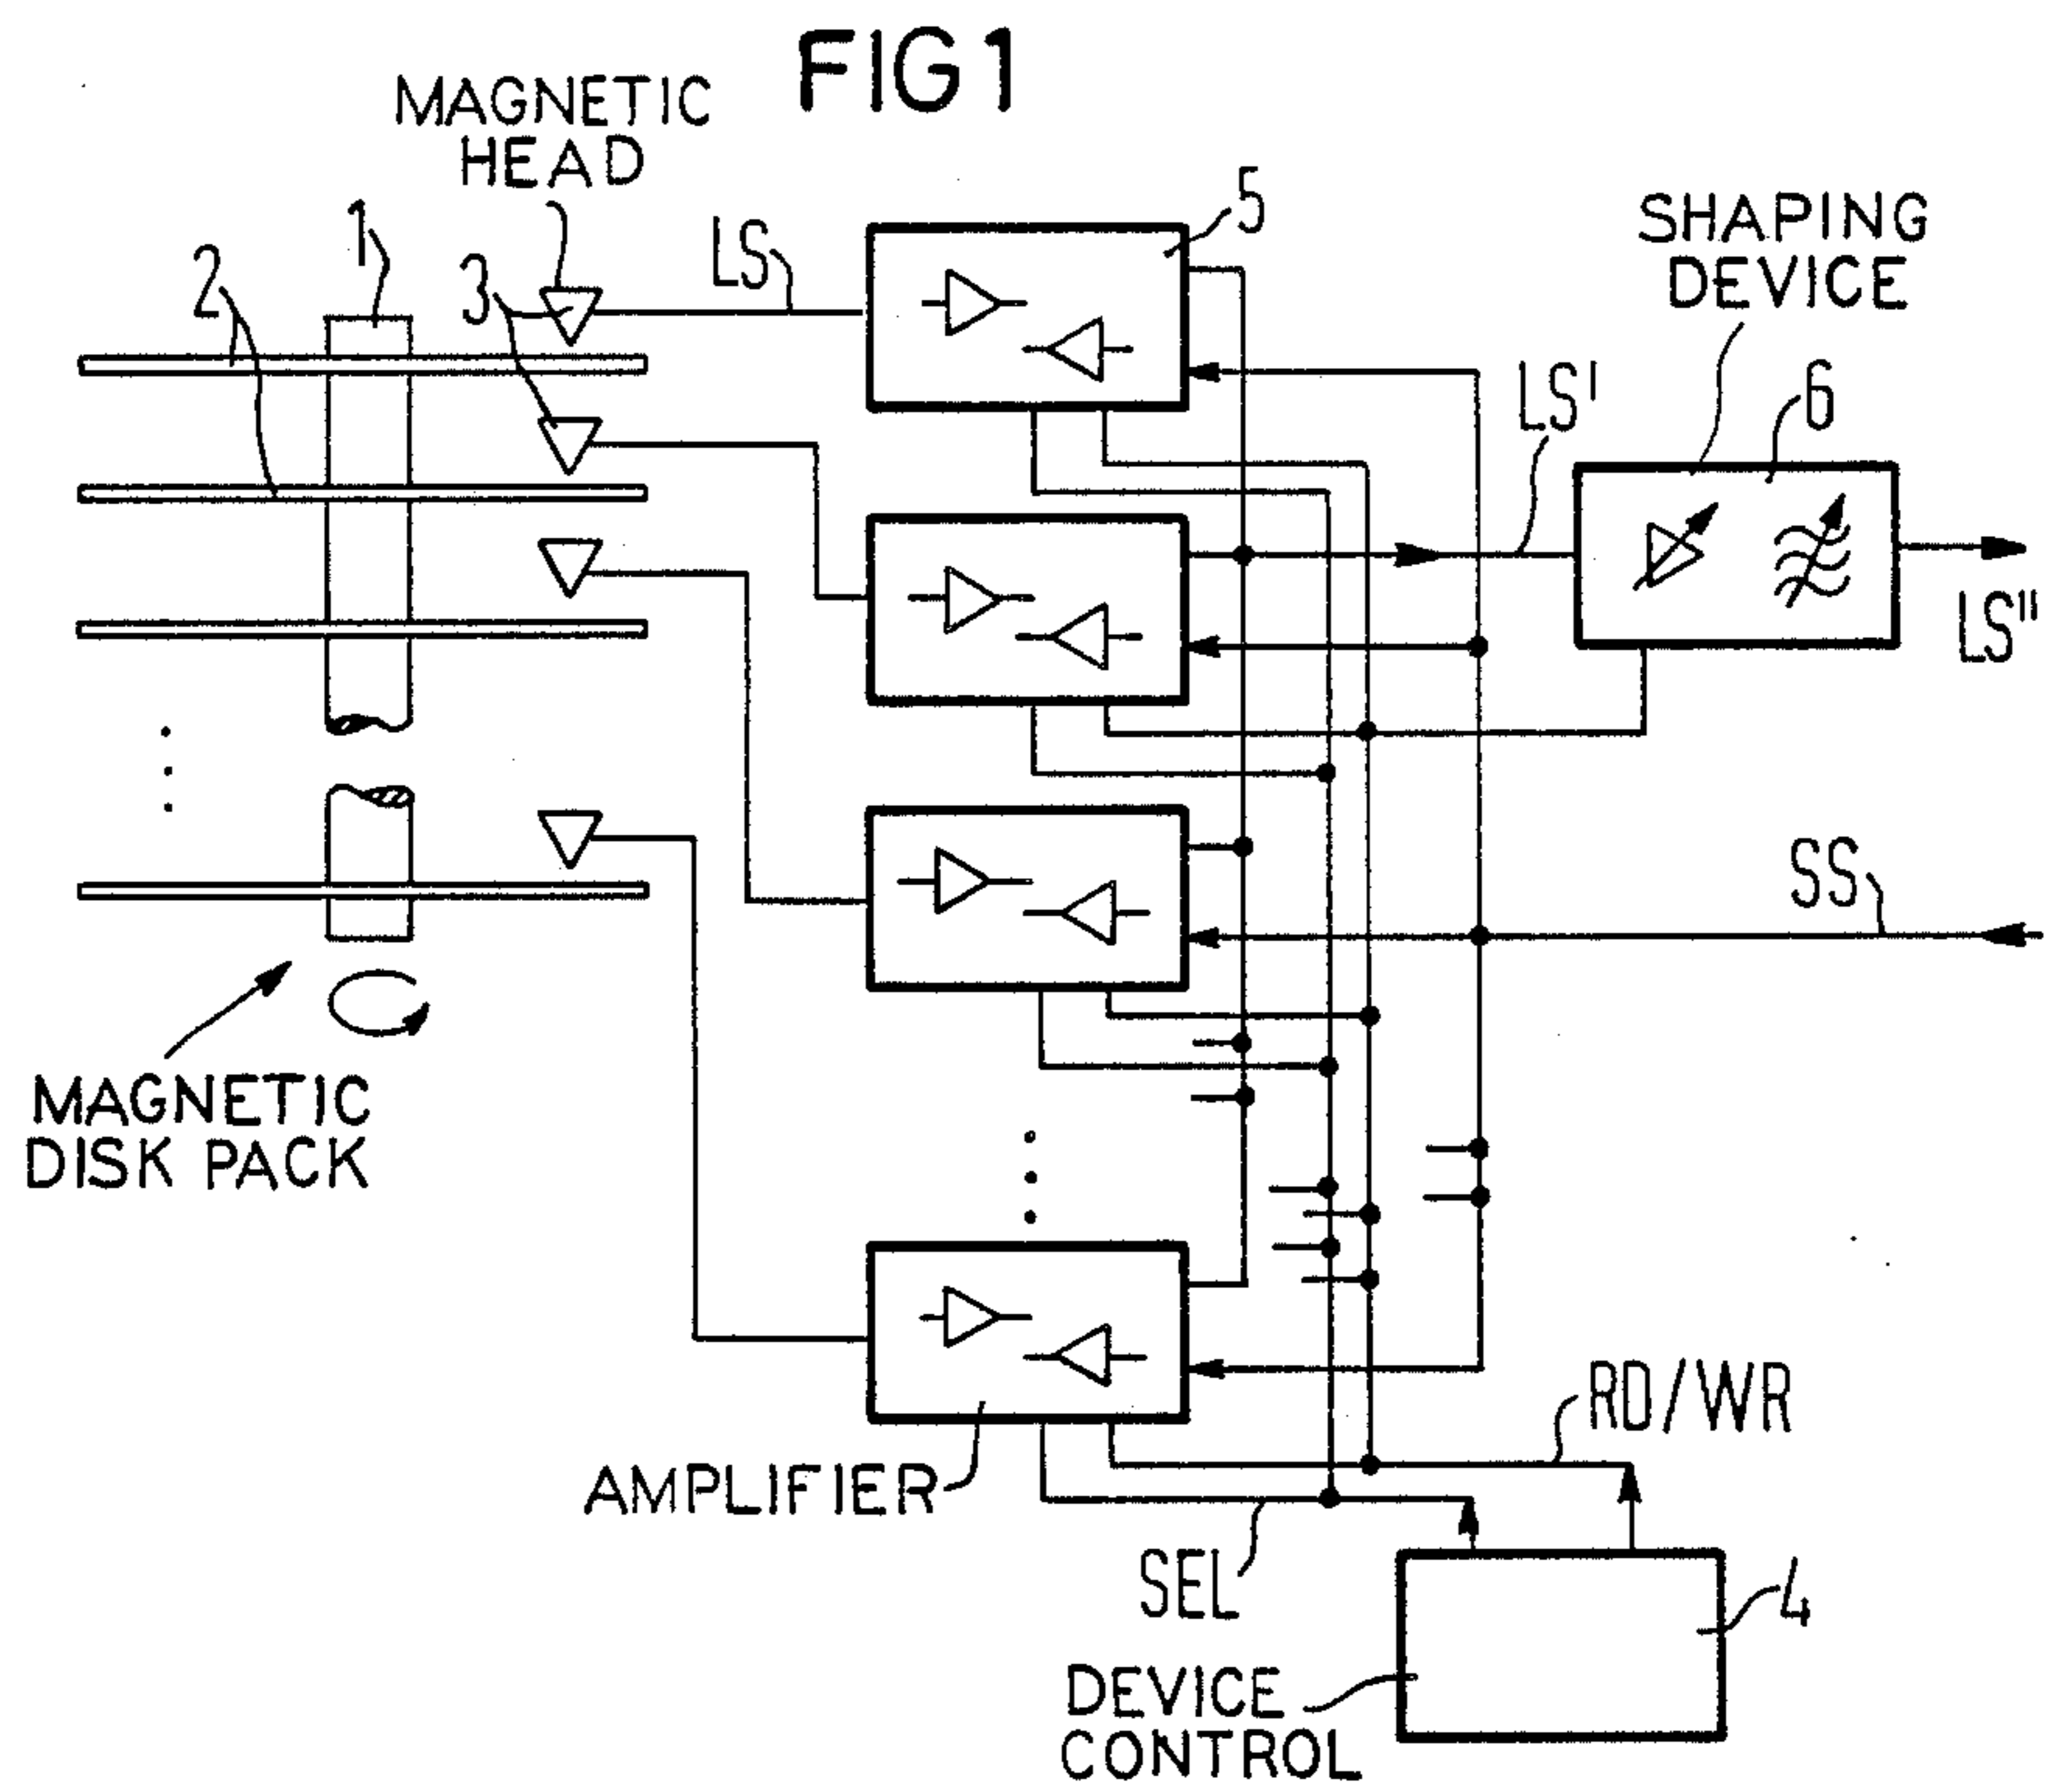 FIG 1
MAGNETIC
HEAD
5
SHAPING
DEVICE
1
2
3
LS
LS'
6
LS"
SS
MAGNETIC
DISK PACK
RD/WR
AMPLIFIER
SEL
4
DEVICE
CONTROL